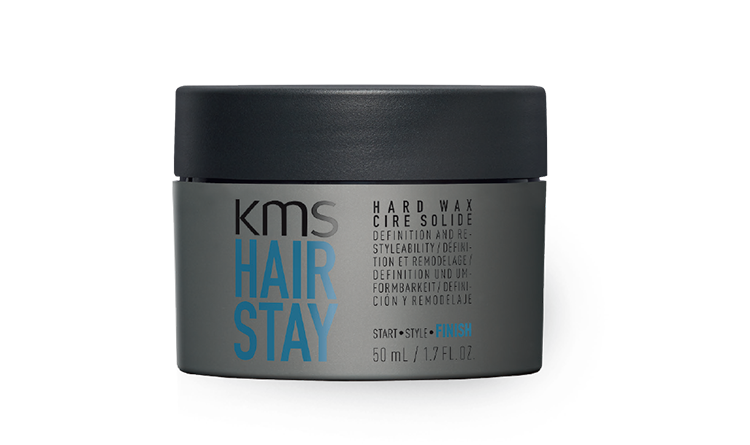 KMS
HAIR
STAY
HARD WAX
CIRE SOLIDE
DEFINITION AND RE-
STYLEABILITY / DÉFINI-
TION ET REMODELAGE /
DEFINITION UND UM-
FORMBARKEIT / DEFINI-
CIÓN Y REMODELAJE
START • STYLE • FINISH
50 mL / 1.7 FL.OZ.